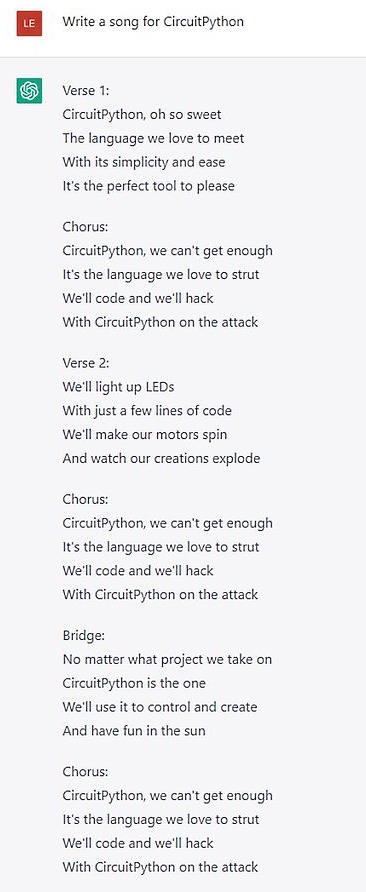 LE
Write a song for CircuitPython
Verse 1:
CircuitPython, oh so sweet
The language we love to meet
With its simplicity and ease
It's the perfect tool to please
Chorus:
CircuitPython, we can't get enough
It's the language we love to strut
We'll code and we'll hack
With CircuitPython on the attack
Verse 2:
We'll light up LEDs
With just a few lines of code
We'll make our motors spin
And watch our creations explode
Chorus:
CircuitPython, we can't get enough
It's the language we love to strut
We'll code and we'll hack
With CircuitPython on the attack
Bridge:
No matter what project we take on
CircuitPython is the one
We'll use it to control and create
And have fun in the sun
Chorus:
CircuitPython, we can't get enough
It's the language we love to strut
We'll code and we'll hack
With CircuitPython on the attack